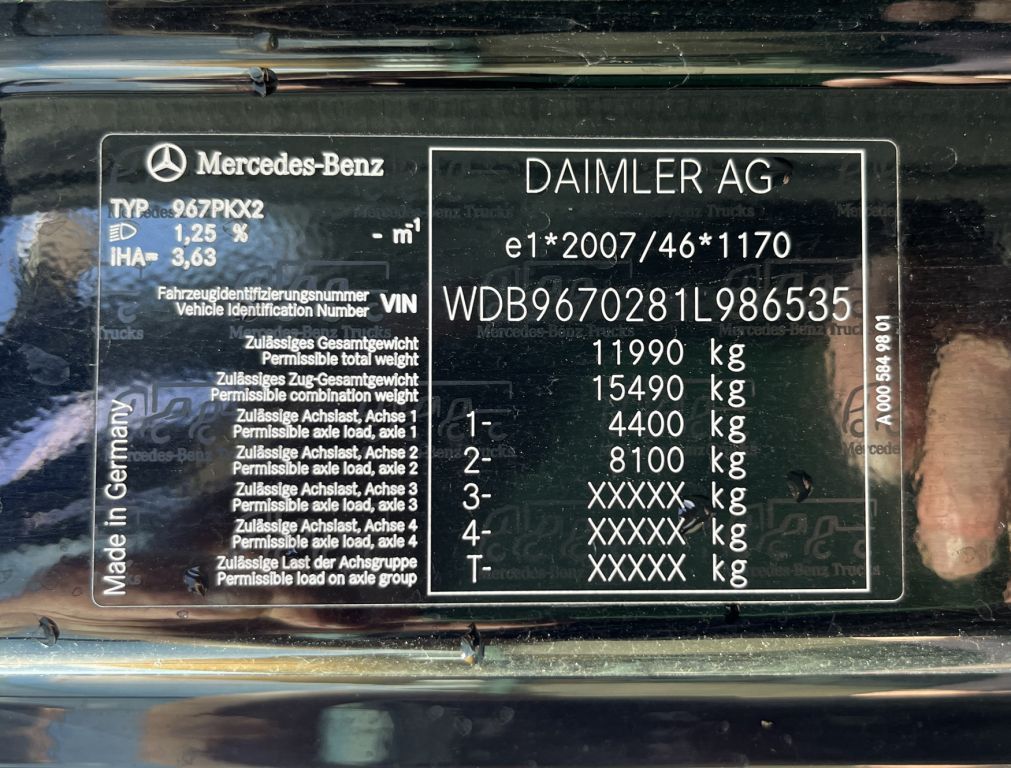 Mercedes-Benz
TYP 967PKX2
1,25 % - m⁻¹
iHA= 3,63
DAIMLER AG
e1*2007/46*1170
Fahrzeugidentifizierungsnummer
Vehicle Identification Number
VIN WDB9670281L986535
Zulässiges Gesamtgewicht
Permissible total weight
11990 kg
Zulässiges Zug-Gesamtgewicht
Permissible combination weight
15490 kg
Zulässige Achslast, Achse 1
Permissible axle load, axle 1
1- 4400 kg
Zulässige Achslast, Achse 2
Permissible axle load, axle 2
2- 8100 kg
Zulässige Achslast, Achse 3
Permissible axle load, axle 3
3- XXXXX kg
Zulässige Achslast, Achse 4
Permissible axle load, axle 4
4- XXXXX kg
Zulässige Last der Achsgruppe
Permissible load on axle group
T- XXXXX kg
Made in Germany
A 000 584 98 01
Mercedes-Benz Trucks